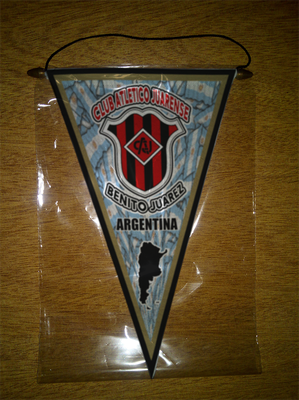 CLUB ATLETICO JUARENSE
CAJ
BENITO JUAREZ
ARGENTINA